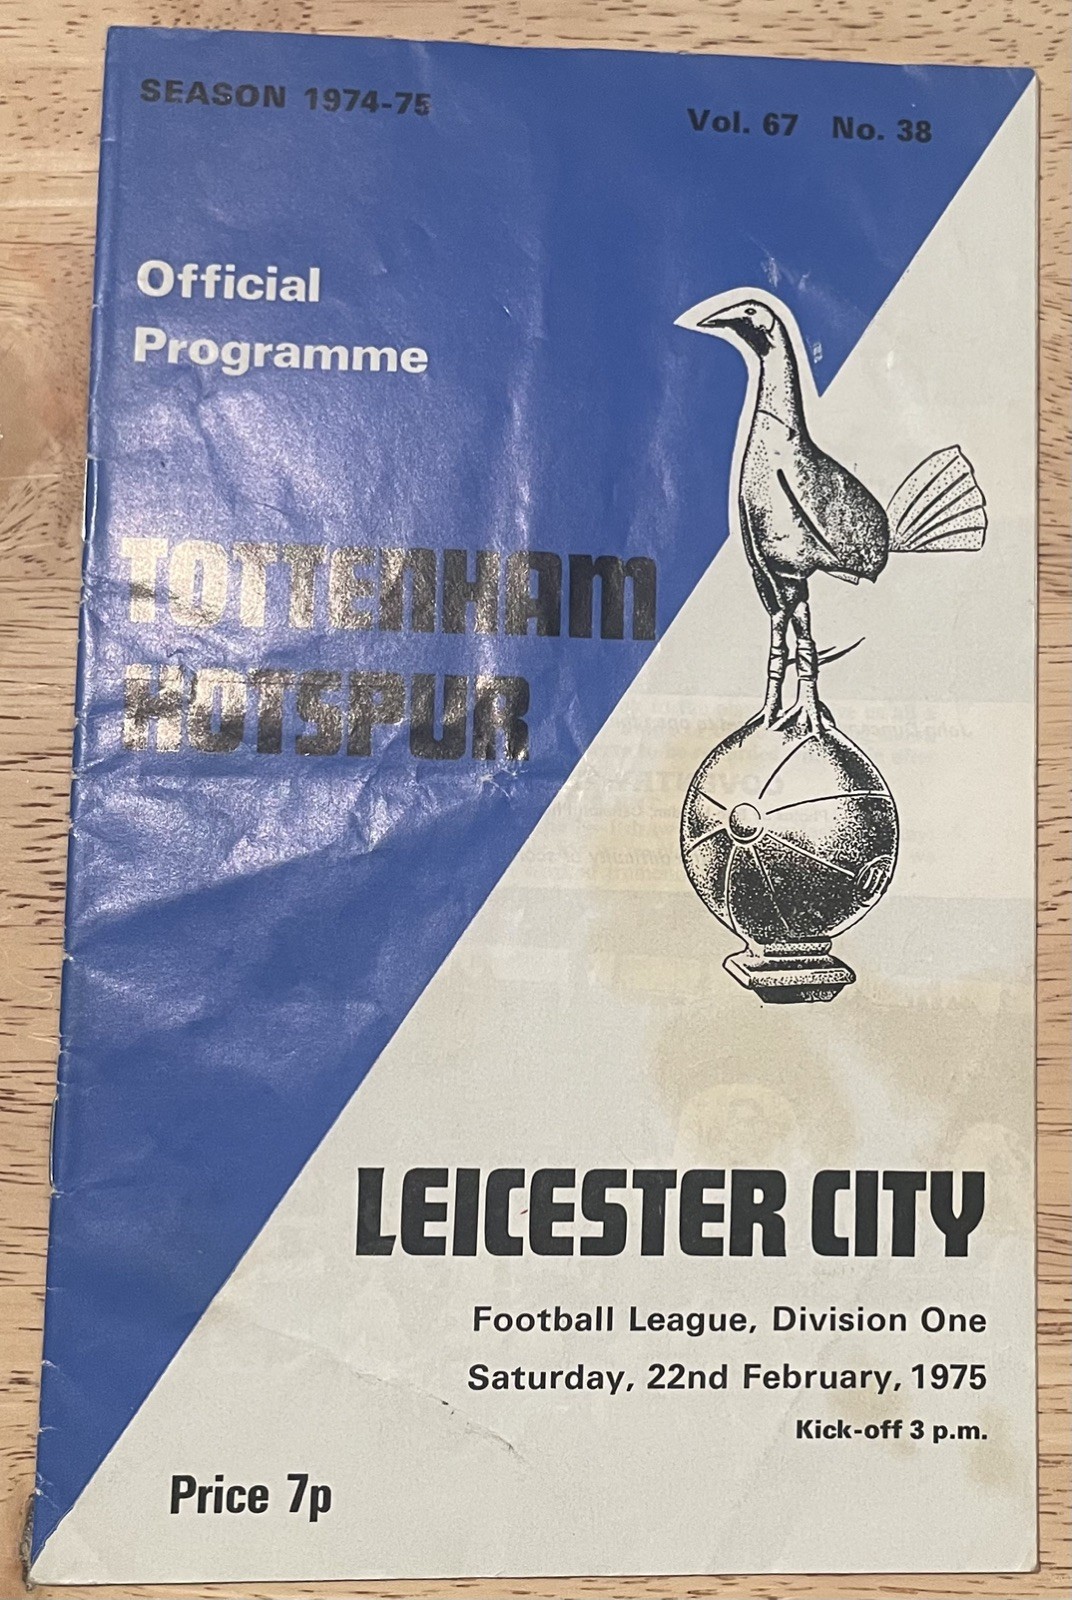 SEASON 1974-75
Vol. 67 No. 38
Official
Programme
TOTTENHAM
HOTSPUR
LEICESTER CITY
Football League, Division One
Saturday, 22nd February, 1975
Kick-off 3 p.m.
Price 7p